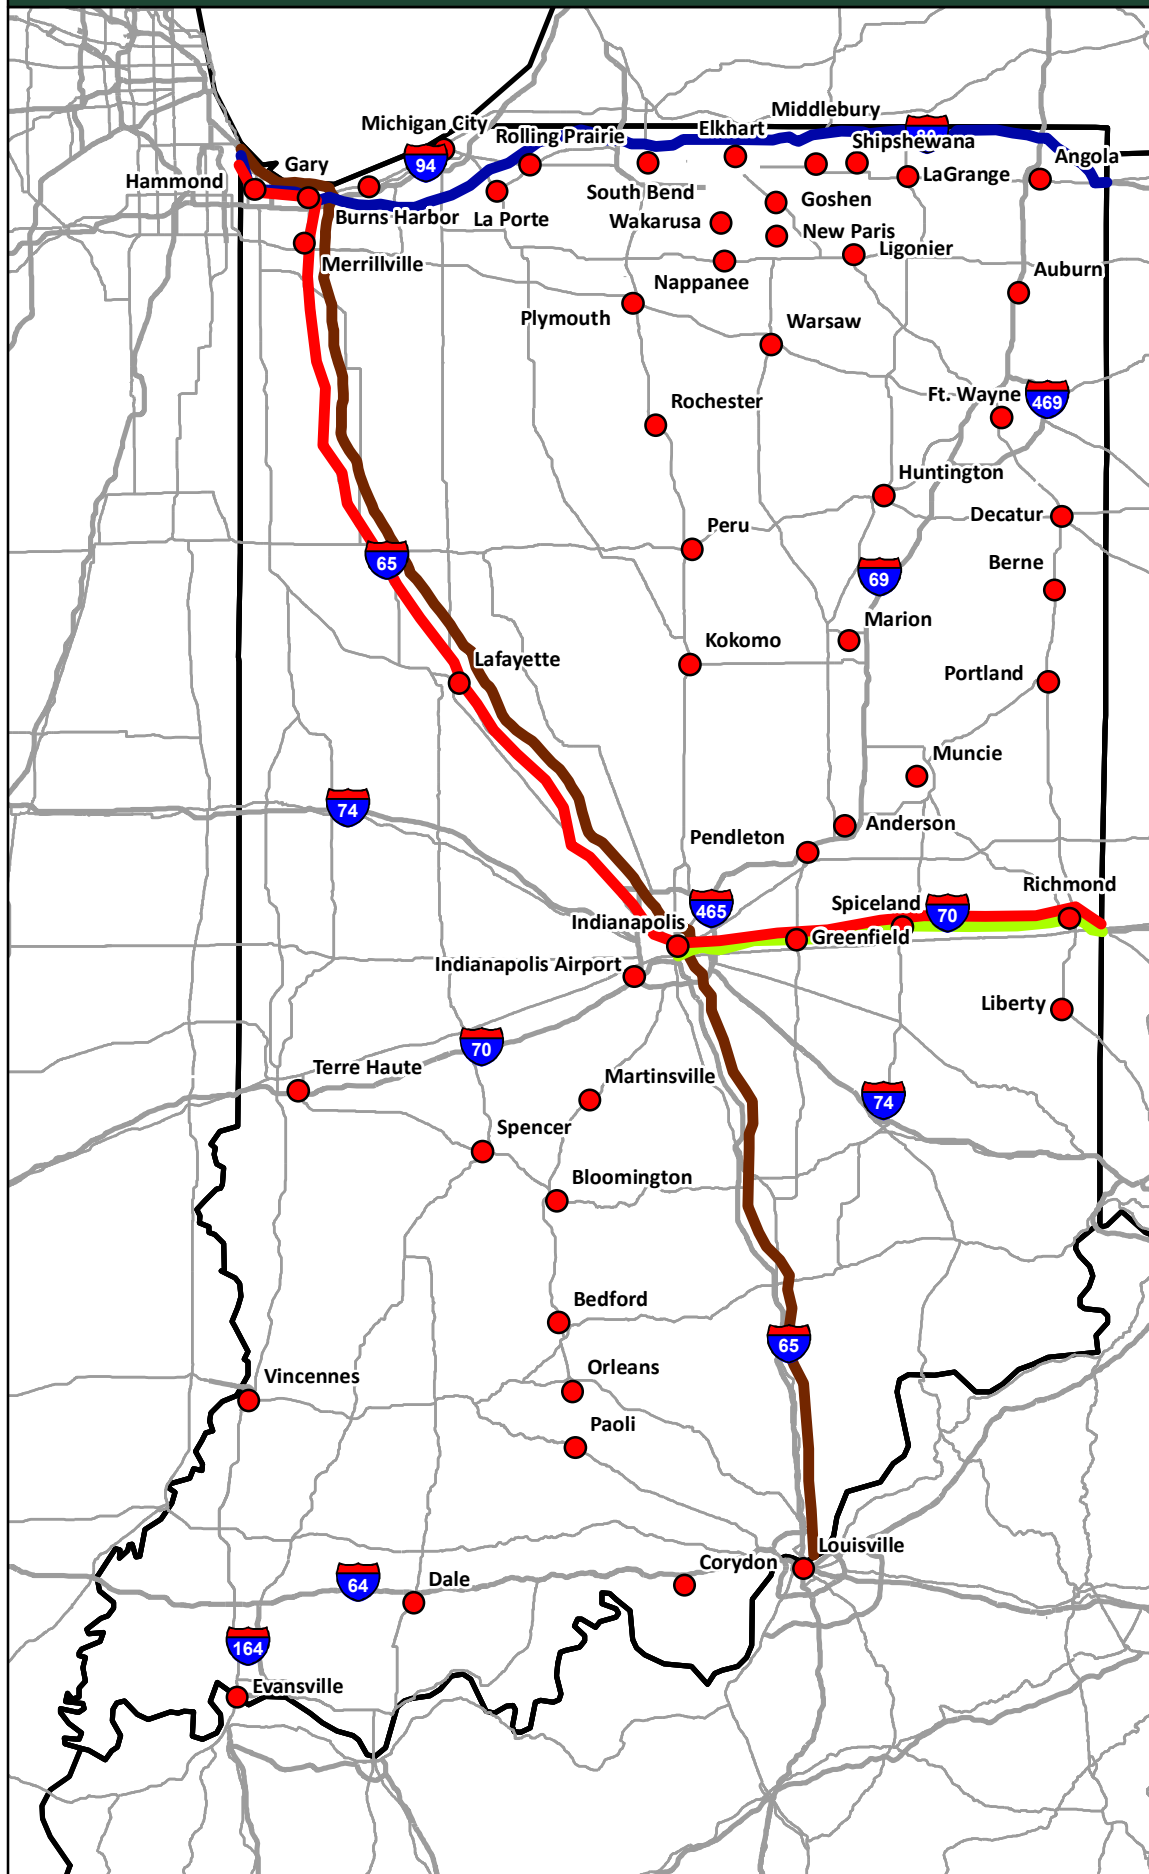 Middlebury
Michigan City
Rolling Prairie
Elkhart
80
Shipshewana
94
Gary
Angola
Hammond
LaGrange
South Bend
Goshen
Burns Harbor
La Porte
Wakarusa
New Paris
Ligonier
Merrillville
Auburn
Nappanee
Plymouth
Warsaw
Ft. Wayne
469
Rochester
Huntington
Decatur
Peru
65
Berne
69
Marion
Kokomo
Lafayette
Portland
Muncie
74
Anderson
Pendleton
Richmond
465
Spiceland
70
Indianapolis
Greenfield
Indianapolis Airport
Liberty
70
Terre Haute
Martinsville
74
Spencer
Bloomington
Bedford
65
Orleans
Vincennes
Paoli
Louisville
Corydon
64
Dale
164
Evansville